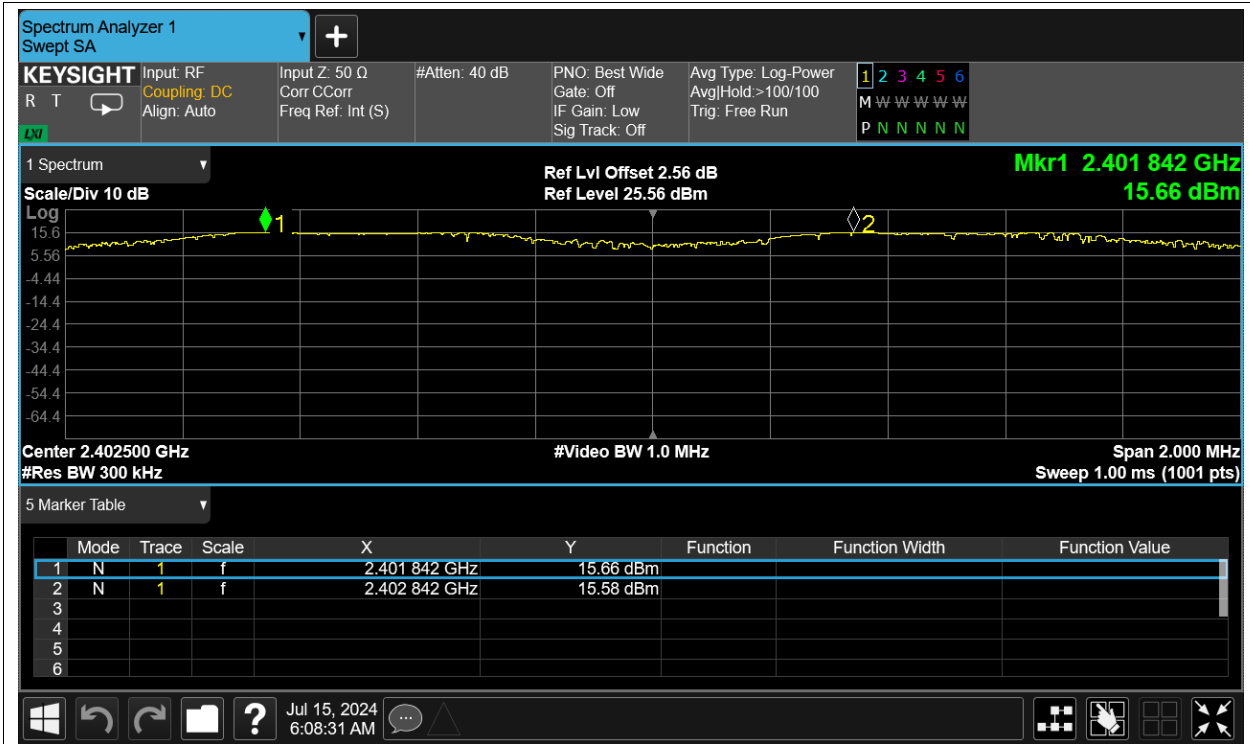 Spectrum Analyzer 1
Swept SA
KEYSIGHT Input: RF Input Z: 50 Ω #Atten: 40 dB PNO: Best Wide Avg Type: Log-Power 1 2 3 4 5 6
R T Coupling: DC Corr CCorr Gate: Off Avg|Hold:>100/100 M W W W W W
Align: Auto Freq Ref: Int (S) IF Gain: Low Trig: Free Run
LXI Sig Track: Off P N N N N N
1 Spectrum Ref Lvl Offset 2.56 dB Mkr1 2.401 842 GHz
Scale/Div 10 dB Ref Level 25.56 dBm 15.66 dBm
Log
1 2
15.6
5.56
-4.44
-14.4
-24.4
-34.4
-44.4
-54.4
-64.4
Center 2.402500 GHz #Video BW 1.0 MHz Span 2.000 MHz
#Res BW 300 kHz Sweep 1.00 ms (1001 pts)
5 Marker Table
Mode Trace Scale X Y Function Function Width Function Value
1 N 1 f 2.401 842 GHz 15.66 dBm
2 N 1 f 2.402 842 GHz 15.58 dBm
3
4
5
6
? Jul 15, 2024
6:08:31 AM